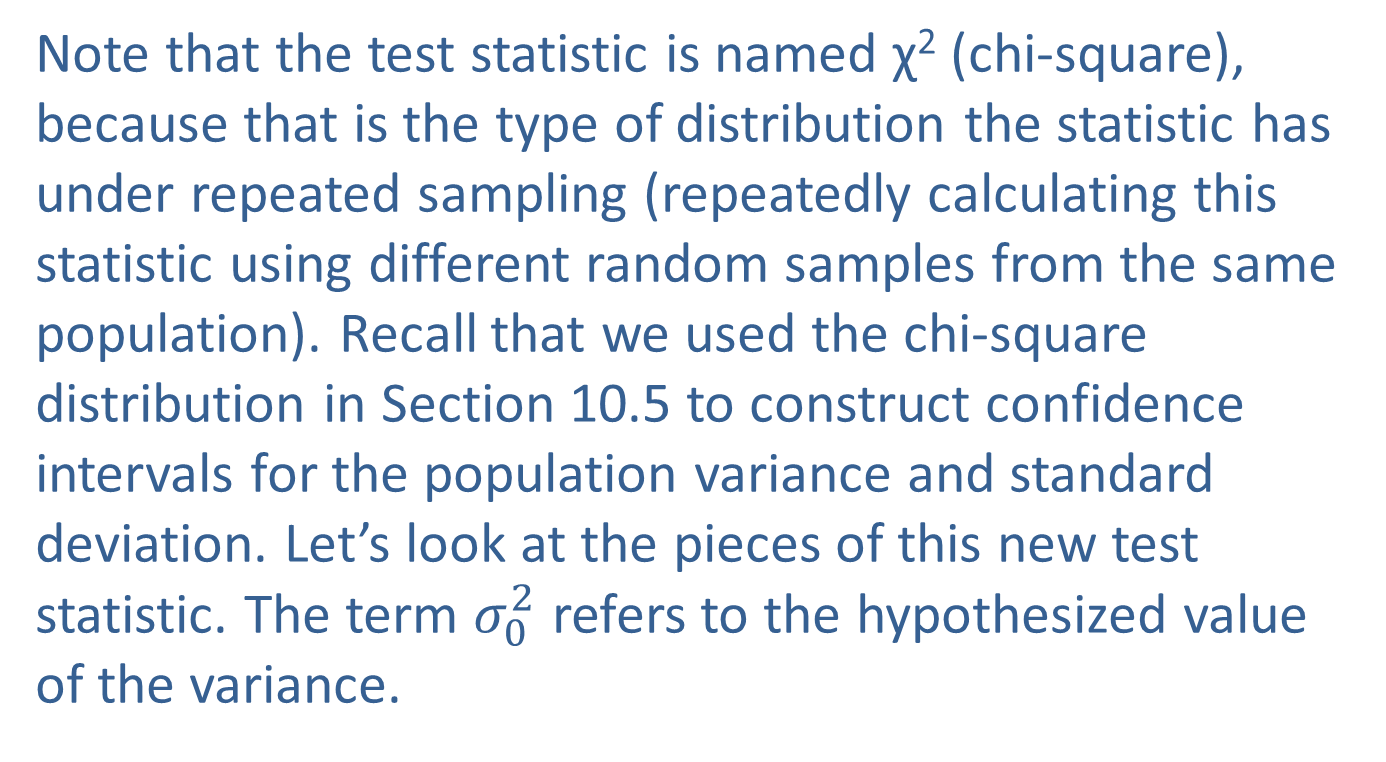 Note that the test statistic is named χ² (chi-square),
because that is the type of distribution the statistic has
under repeated sampling (repeatedly calculating this
statistic using different random samples from the same
population). Recall that we used the chi-square
distribution in Section 10.5 to construct confidence
intervals for the population variance and standard
deviation. Let’s look at the pieces of this new test
statistic. The term σ₀² refers to the hypothesized value
of the variance.